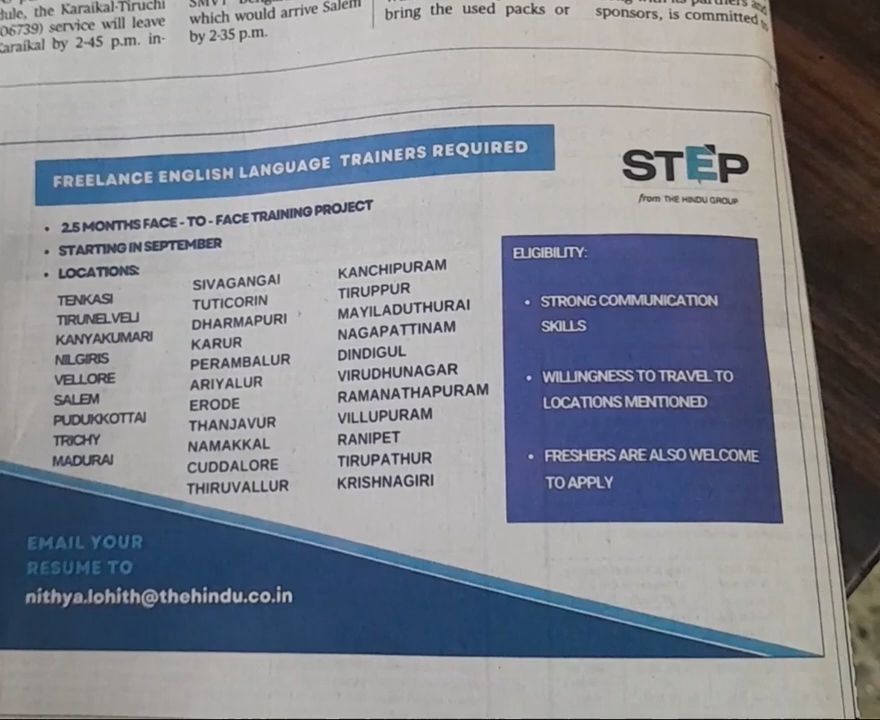 dule, the Karaikal-Tiruchi
06739) service will leave
Karaikal by 2-45 p.m. in-
which would arrive Salem
by 2-35 p.m.
bring the used packs or
sponsors, is committed
FREELANCE ENGLISH LANGUAGE TRAINERS REQUIRED
STEP
from THE HINDU GROUP
• 2.5 MONTHS FACE - TO - FACE TRAINING PROJECT
• STARTING IN SEPTEMBER
• LOCATIONS:
TENKASI
TIRUNELVELI
KANYAKUMARI
NILGIRIS
VELLORE
SALEM
PUDUKKOTTAI
TRICHY
MADURAI
SIVAGANGAI
TUTICORIN
DHARMAPURI
KARUR
PERAMBALUR
ARIYALUR
ERODE
THANJAVUR
NAMAKKAL
CUDDALORE
THIRUVALLUR
KANCHIPURAM
TIRUPPUR
MAYILADUTHURAI
NAGAPATTINAM
DINDIGUL
VIRUDHUNAGAR
RAMANATHAPURAM
VILLUPURAM
RANIPET
TIRUPATHUR
KRISHNAGIRI
ELIGIBILITY:
• STRONG COMMUNICATION
SKILLS
• WILLINGNESS TO TRAVEL TO
LOCATIONS MENTIONED
• FRESHERS ARE ALSO WELCOME
TO APPLY
EMAIL YOUR
RESUME TO
nithya.lohith@thehindu.co.in